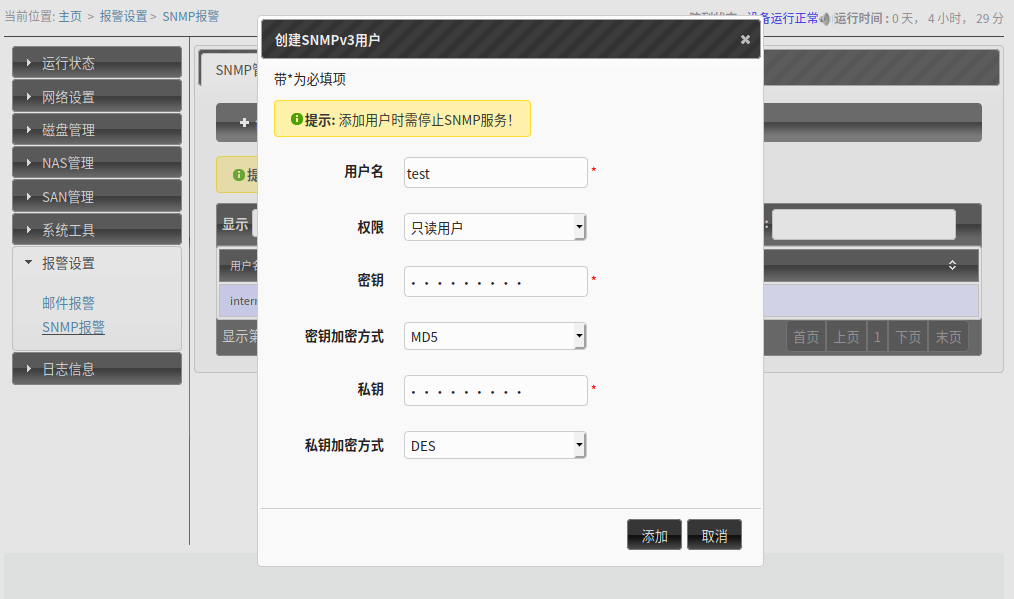 当前位置: 主页 > 报警设置 > SNMP报警
设备运行正常 运行时间 : 0 天, 4 小时, 29 分
运行状态
网络设置
磁盘管理
NAS管理
SAN管理
系统工具
报警设置
邮件报警
SNMP报警
日志信息
SNMP管
提
显示
用户名
intern
显示第
首页 上页 1 下页 末页
创建SNMPv3用户
带*为必填项
提示: 添加用户时需停止SNMP服务!
用户名 test *
权限 只读用户
密钥 ········· *
密钥加密方式 MD5
私钥 ········· *
私钥加密方式 DES
添加 取消